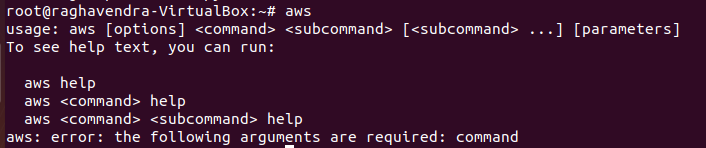 root@raghavendra-VirtualBox:~# aws
usage: aws [options] <command> <subcommand> [<subcommand> ...] [parameters]
To see help text, you can run:
aws help
aws <command> help
aws <command> <subcommand> help
aws: error: the following arguments are required: command